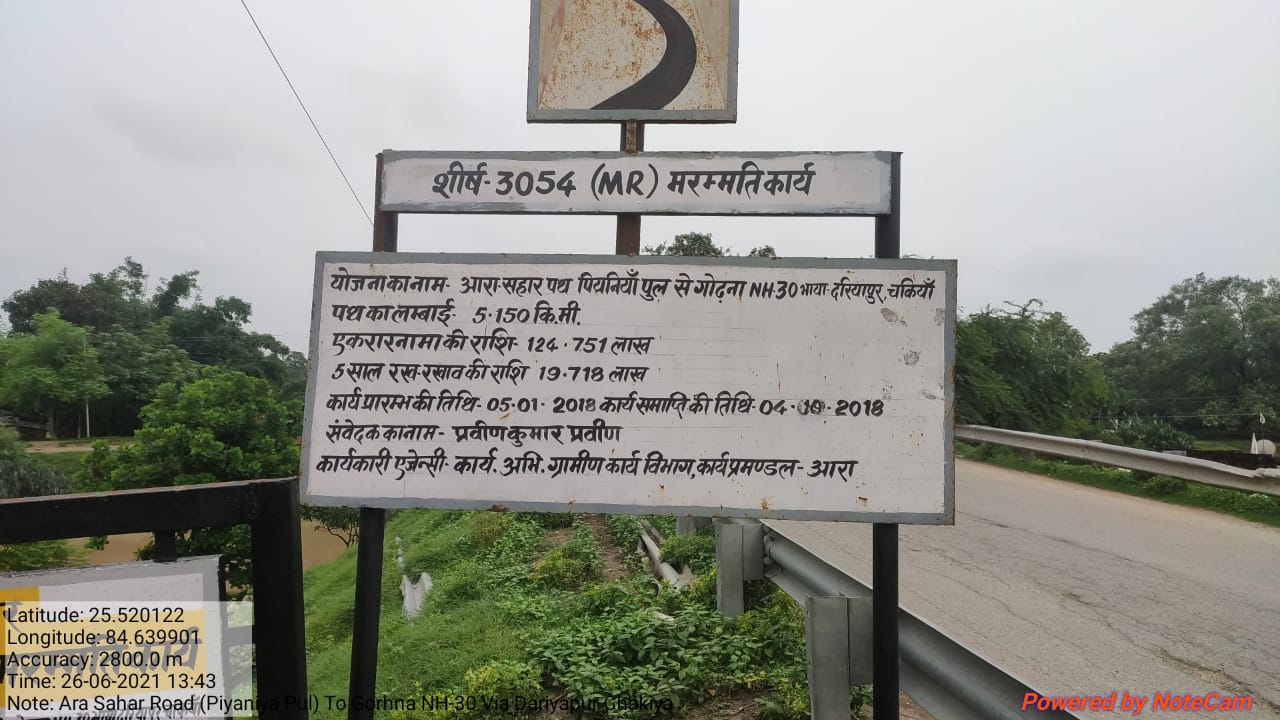 शीर्ष-3054 (MR) मरम्मति कार्य
योजना का नाम- आरा-सहार पथ पियनियाँ पुल से गोढ़ना NH-30 भाया-दरियापुर, चकियाँ
पथ का लम्बाई- 5.150 कि.मी.
एकरारनामा की राशि- 124.751 लाख
5 साल रख-रखाव की राशि 19.718 लाख
कार्य प्रारम्भ की तिथि- 05-01-2018 कार्य समाप्ति की तिथि- 04-10-2018
संवेदक का नाम- प्रवीण कुमार प्रवीण
कार्यकारी एजेन्सी- कार्य. अभि. ग्रामीण कार्य विभाग, कार्य प्रमण्डल- आरा
Latitude: 25.520122
Longitude: 84.639901
Accuracy: 2800.0 m
Time: 26-06-2021 13:43
Note: Ara Sahar Road (Piyaniya Pul) To Gorhna NH-30 Via Dariyapur Chakiya
Powered by NoteCam